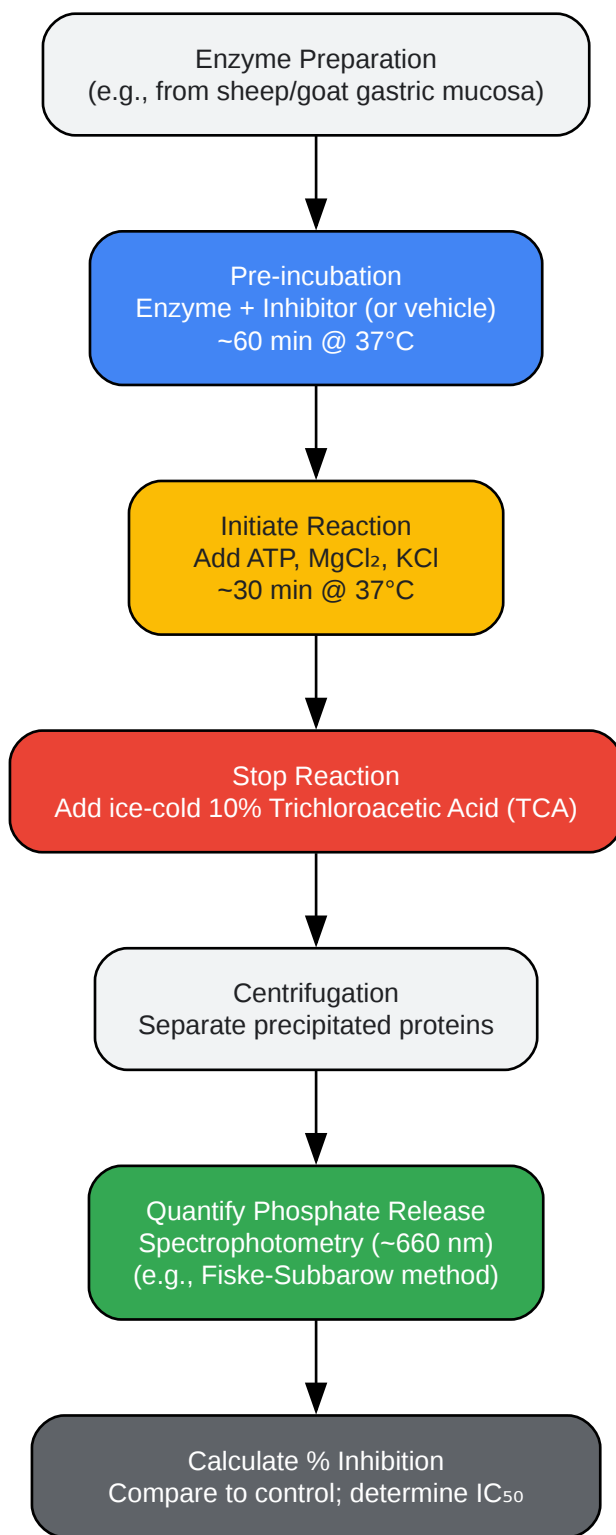 Enzyme Preparation
(e.g., from sheep/goat gastric mucosa)
Pre-incubation
Enzyme + Inhibitor (or vehicle)
~60 min @ 37°C
Initiate Reaction
Add ATP, MgCl₂, KCl
~30 min @ 37°C
Stop Reaction
Add ice-cold 10% Trichloroacetic Acid (TCA)
Centrifugation
Separate precipitated proteins
Quantify Phosphate Release
Spectrophotometry (~660 nm)
(e.g., Fiske-Subbarow method)
Calculate % Inhibition
Compare to control; determine IC₅₀